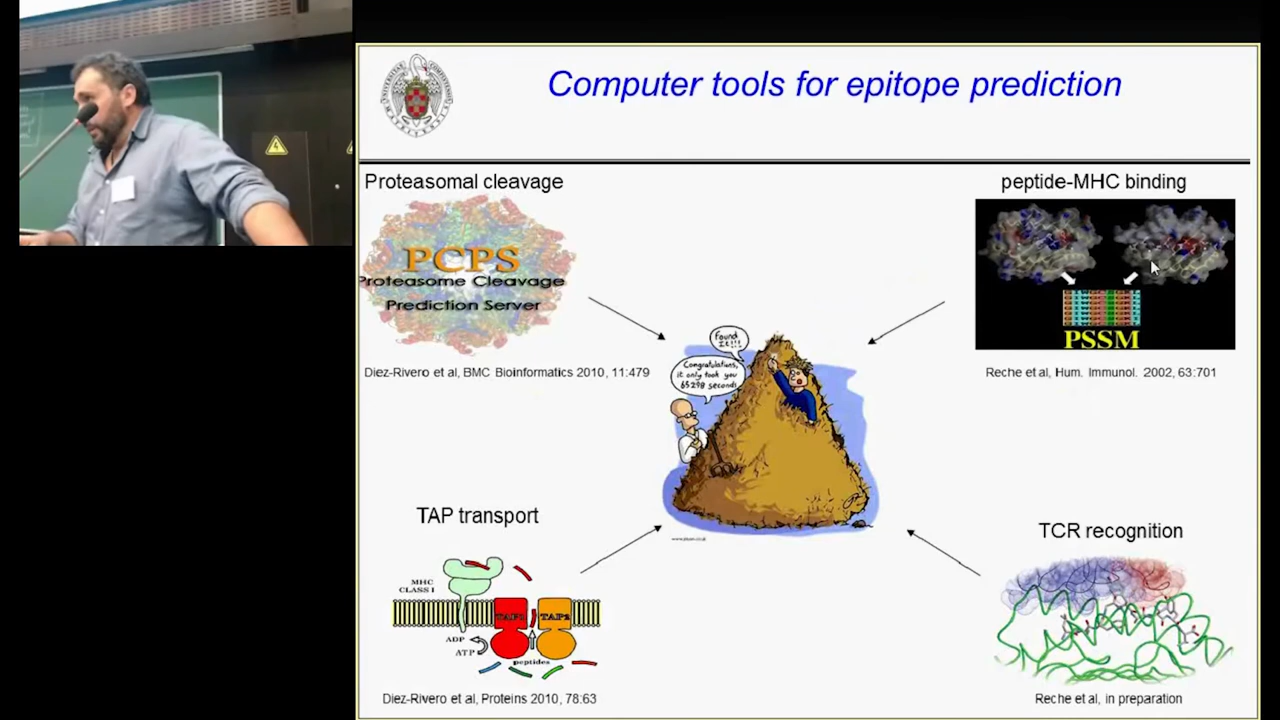 Computer tools for epitope prediction
Proteasomal cleavage
PCPS
Proteasome Cleavage
Prediction Server
Diez-Rivero et al, BMC Bioinformatics 2010, 11:479
peptide-MHC binding
PSSM
Reche et al, Hum. Immunol. 2002, 63:701
Found
It!!!
Congratulations,
it only took you
65298 seconds
TAP transport
MHC
CLASS I
TAP1
TAP2
ADP
ATP
peptides
Diez-Rivero et al, Proteins 2010, 78:63
TCR recognition
Reche et al, in preparation